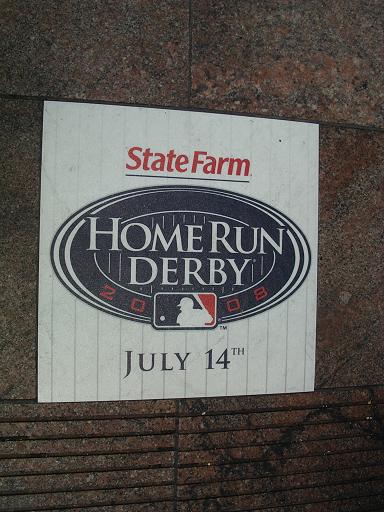 State Farm
HOME RUN
DERBY
2008
JULY 14TH